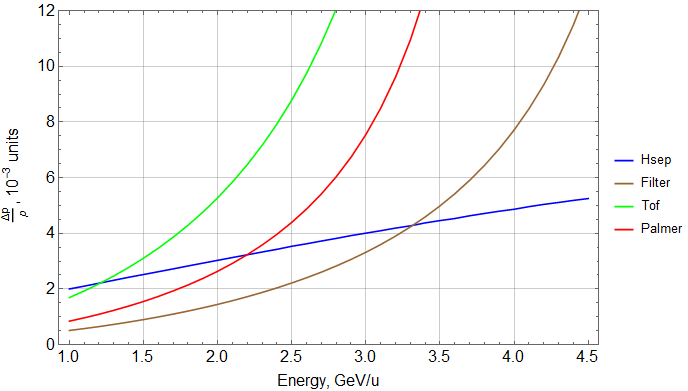 12
10
8
6
4
2
0
Δp/p , 10⁻³ units
1.0 1.5 2.0 2.5 3.0 3.5 4.0 4.5
Energy, GeV/u
Hsep
Filter
Tof
Palmer